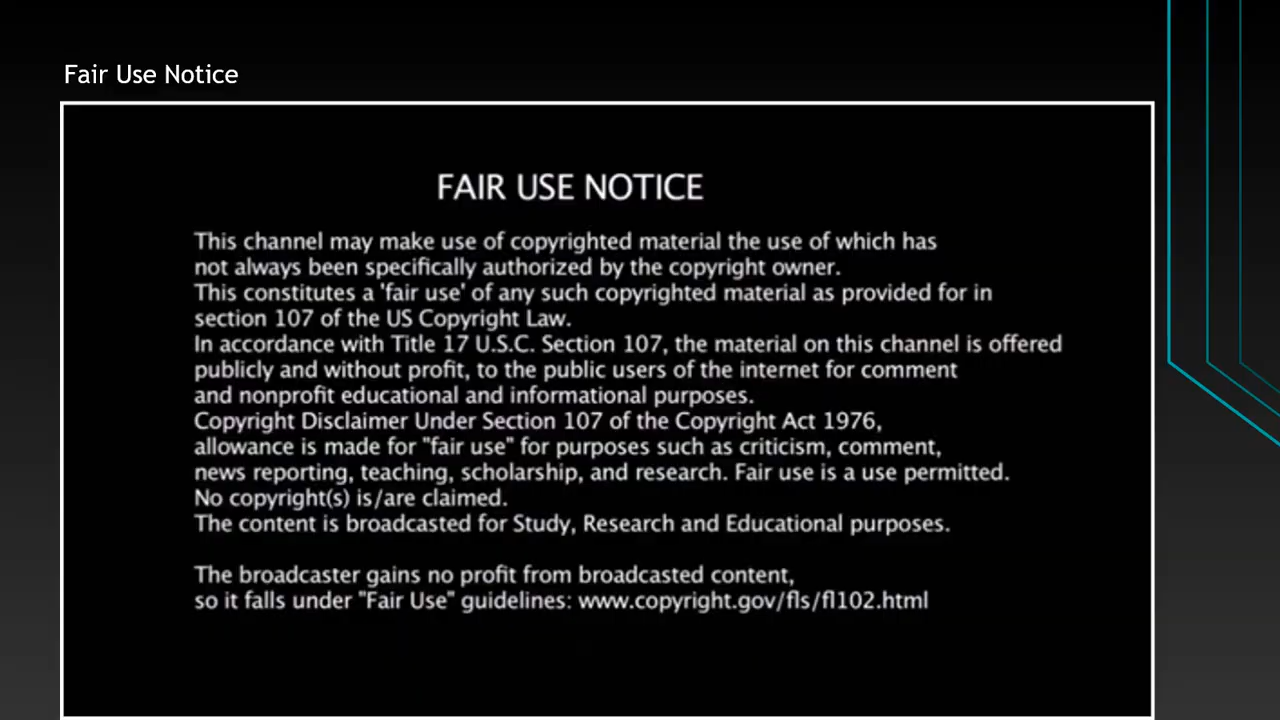 Fair Use Notice
FAIR USE NOTICE
This channel may make use of copyrighted material the use of which has
not always been specifically authorized by the copyright owner.
This constitutes a 'fair use' of any such copyrighted material as provided for in
section 107 of the US Copyright Law.
In accordance with Title 17 U.S.C. Section 107, the material on this channel is offered
publicly and without profit, to the public users of the internet for comment
and nonprofit educational and informational purposes.
Copyright Disclaimer Under Section 107 of the Copyright Act 1976,
allowance is made for "fair use" for purposes such as criticism, comment,
news reporting, teaching, scholarship, and research. Fair use is a use permitted.
No copyright(s) is/are claimed.
The content is broadcasted for Study, Research and Educational purposes.
The broadcaster gains no profit from broadcasted content,
so it falls under "Fair Use" guidelines: www.copyright.gov/fls/fl102.html